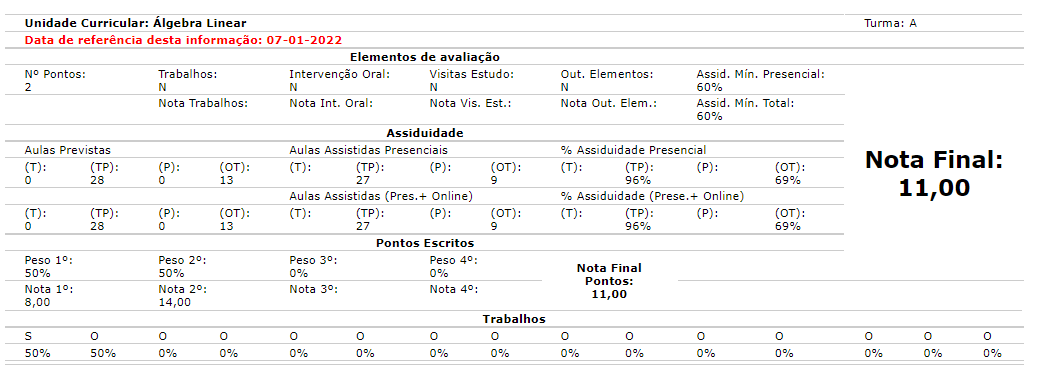 Unidade Curricular: Álgebra Linear Turma: A
Data de referência desta informação: 07-01-2022
Elementos de avaliação
Nº Pontos: Trabalhos: Intervenção Oral: Visitas Estudo: Out. Elementos: Assid. Mín. Presencial:
2 N N N N 60%
Nota Trabalhos: Nota Int. Oral: Nota Vis. Est.: Nota Out. Elem.: Assid. Mín. Total:
60%
Assiduidade
Aulas Previstas Aulas Assistidas Presenciais % Assiduidade Presencial
(T): (TP): (P): (OT): (T): (TP): (P): (OT): (T): (TP): (P): (OT):
0 28 0 13 27 9 96% 69%
Nota Final:
11,00
Aulas Assistidas (Pres.+ Online) % Assiduidade (Prese.+ Online)
(T): (TP): (P): (OT): (T): (TP): (P): (OT): (T): (TP): (P): (OT):
0 28 0 13 27 9 96% 69%
Pontos Escritos
Peso 1º: Peso 2º: Peso 3º: Peso 4º:
50% 50% 0% 0%
Nota 1º: Nota 2º: Nota 3º: Nota 4º:
8,00 14,00
Nota Final
Pontos:
11,00
Trabalhos
S O O O O O O O O O O O O O O
50% 50% 0% 0% 0% 0% 0% 0% 0% 0% 0% 0% 0% 0% 0%